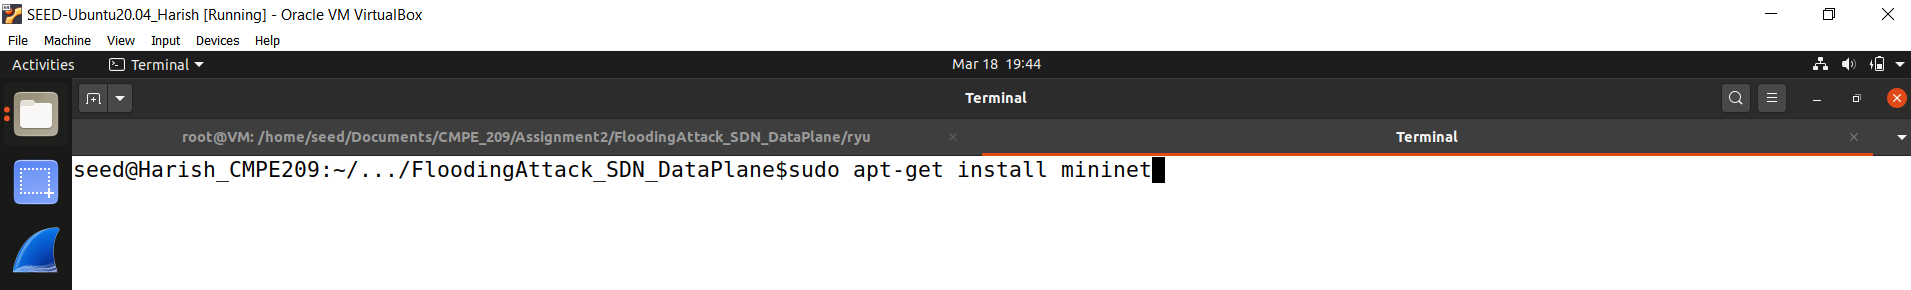 SEED-Ubuntu20.04_Harish [Running] - Oracle VM VirtualBox
File Machine View Input Devices Help
Activities Terminal Mar 18 19:44
Terminal
root@VM: /home/seed/Documents/CMPE_209/Assignment2/FloodingAttack_SDN_DataPlane/ryu Terminal
seed@Harish_CMPE209:~/.../FloodingAttack_SDN_DataPlane$sudo apt-get install mininet